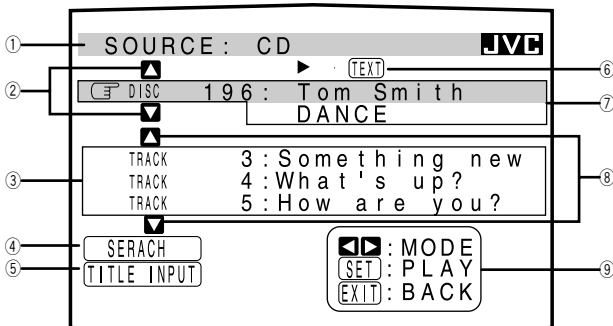 ① SOURCE: CD JVC
▶ · TEXT ⑥
② ▲
☞ DISC 196: Tom Smith ⑦
▼ DANCE
▲ ⑧
③ TRACK 3:Something new
TRACK 4:What's up?
TRACK 5:How are you?
▼
④ SERACH
⑤ TITLE INPUT
◀▶:MODE
SET:PLAY ⑨
EXIT:BACK